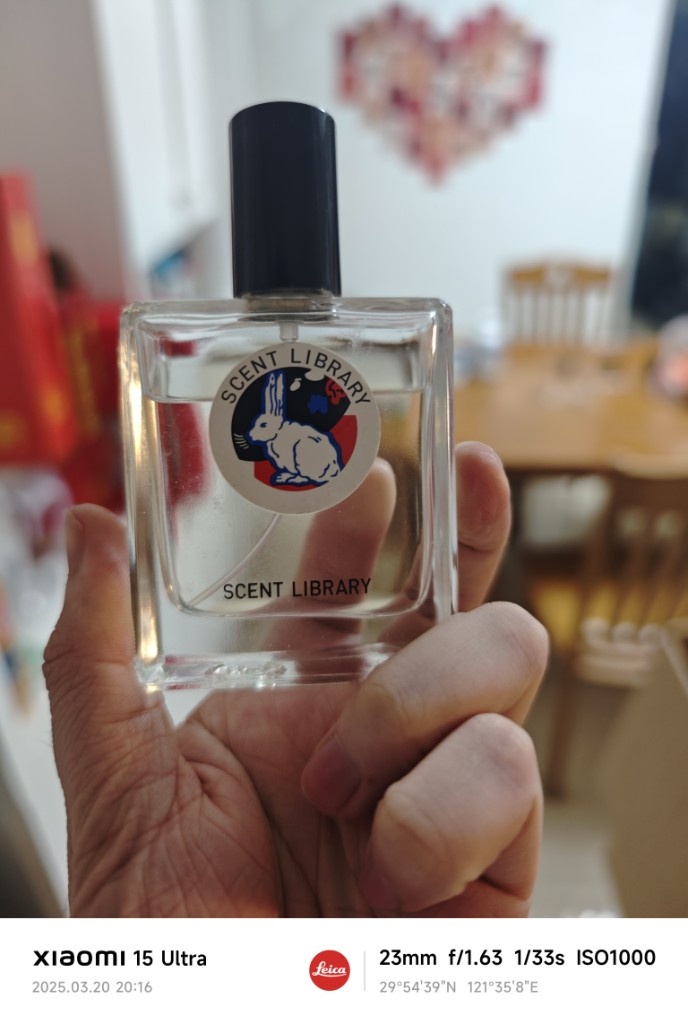 SCENT LIBRARY
SCENT LIBRARY
xiaomi 15 Ultra
2025.03.20 20:16
Leica
23mm f/1.63 1/33s ISO1000
29°54'39"N 121°35'8"E